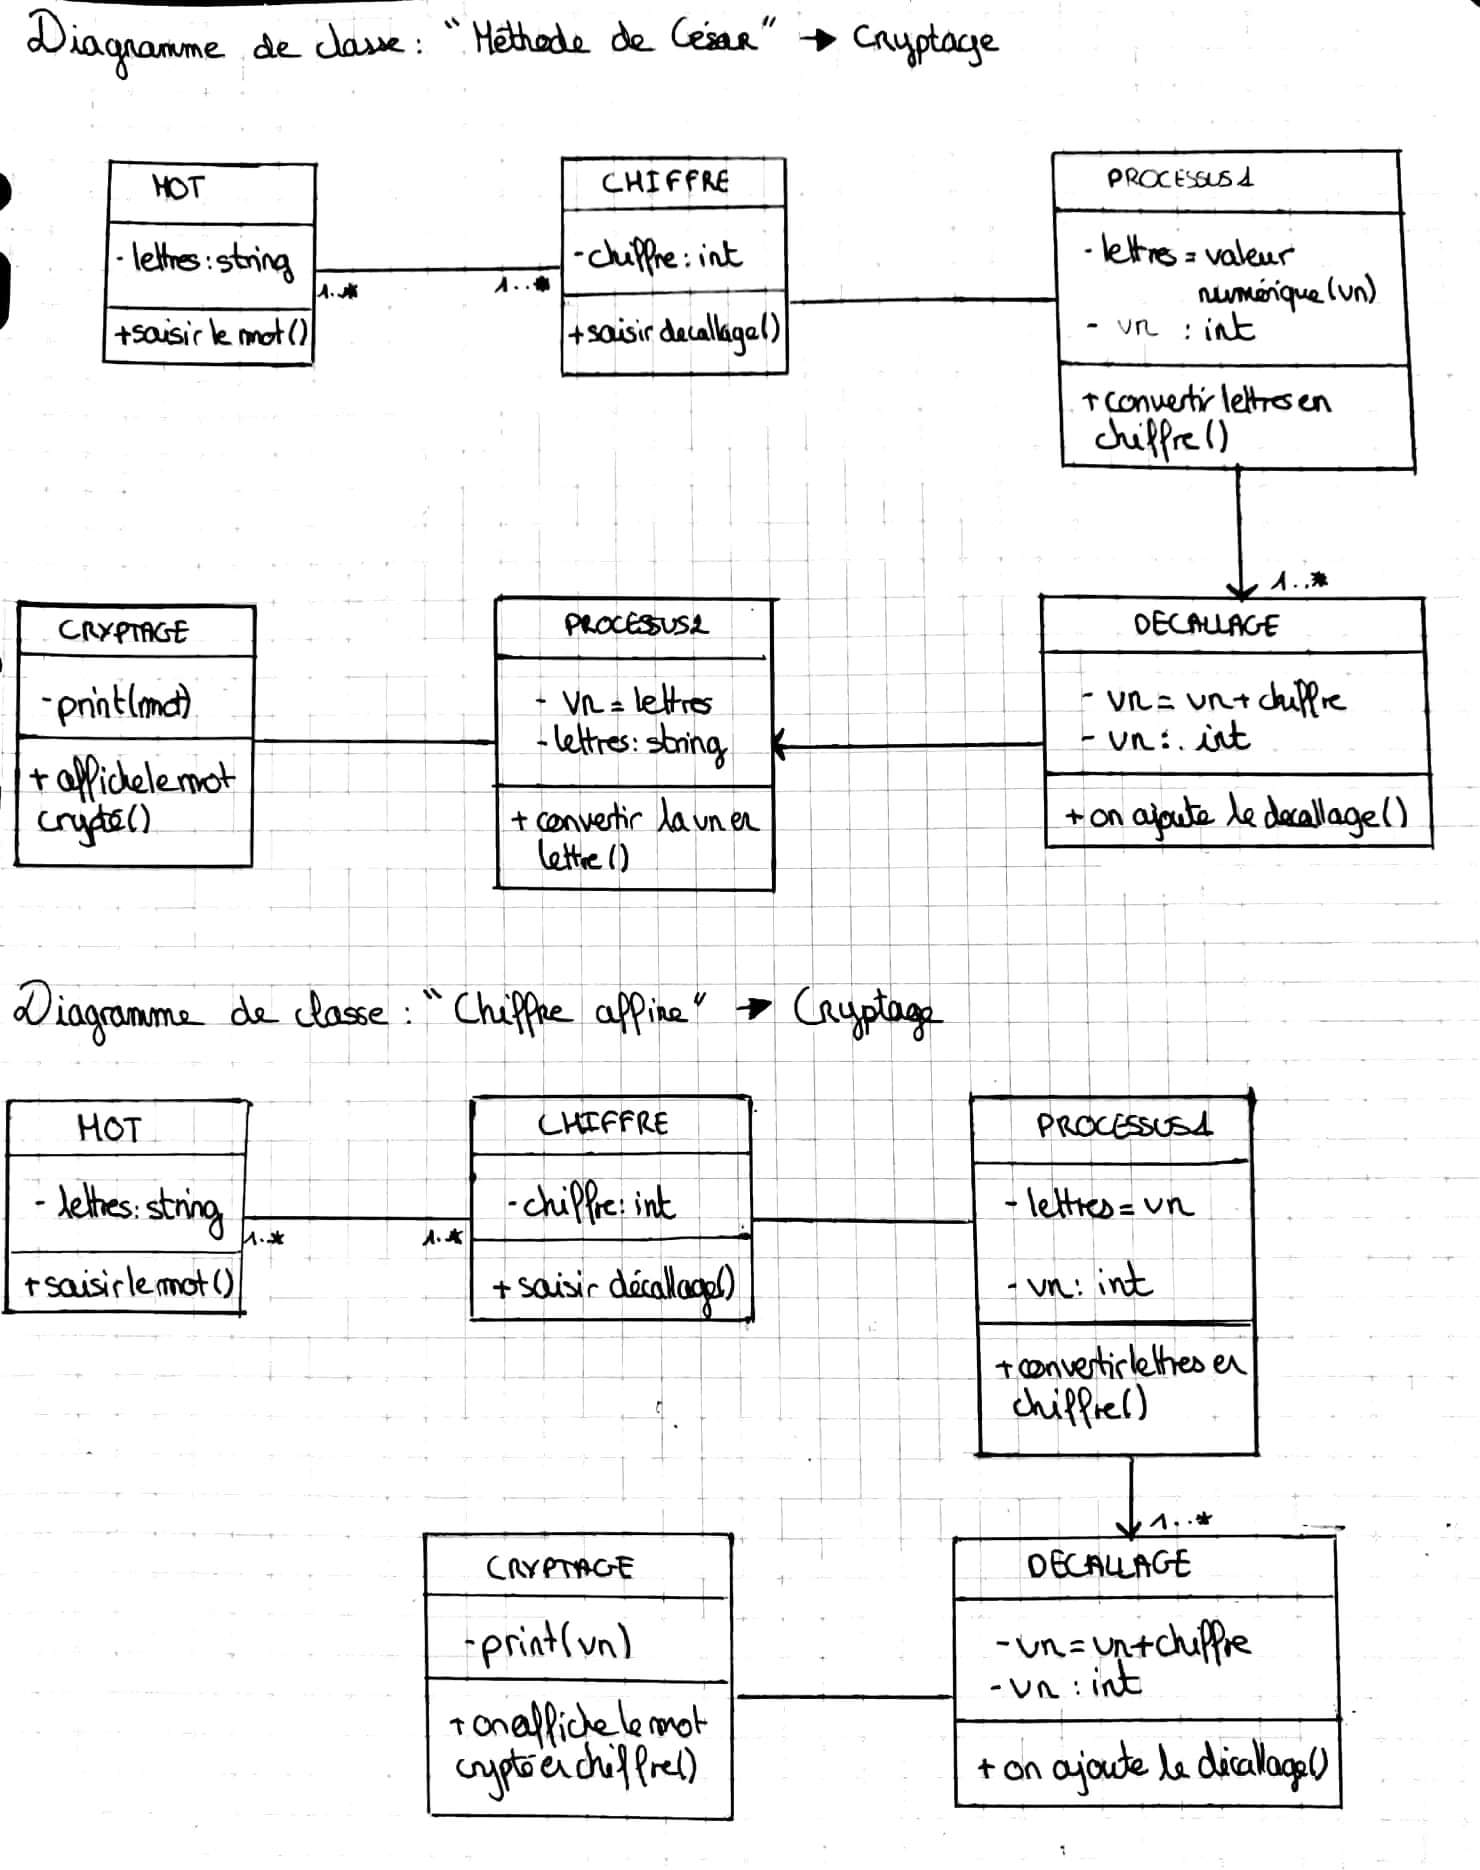 Diagramme de classe : "Méthode de César" → Cryptage
MOT
- lettres : string
+ saisir le mot ()
1..*
1..*
CHIFFRE
- chiffre : int
+ saisir decallage()
PROCESSUS 1
- lettres = valeur
numérique (vn)
- vn : int
+ convertir lettres en
chiffre ()
1..*
CRYPTAGE
- print(mot)
+ affiche le mot
crypté()
PROCESSUS 2
- vn = lettres
- lettres : string
+ convertir la vn en
lettre ()
DECALLAGE
- vn = vn + chiffre
- vn : int
+ on ajoute le decallage()
Diagramme de classe : "Chiffre affine" → Cryptage
MOT
- lettres : string
+ saisir le mot ()
1..*
1..*
CHIFFRE
- chiffre : int
+ saisir décallage()
PROCESSUS 1
- lettres = vn
- vn : int
+ convertir lettres en
chiffre()
1..*
CRYPTAGE
- print(vn)
+ on affiche le mot
crypté en chiffre()
DECALLAGE
- vn = vn + chiffre
- vn : int
+ on ajoute le décallage()